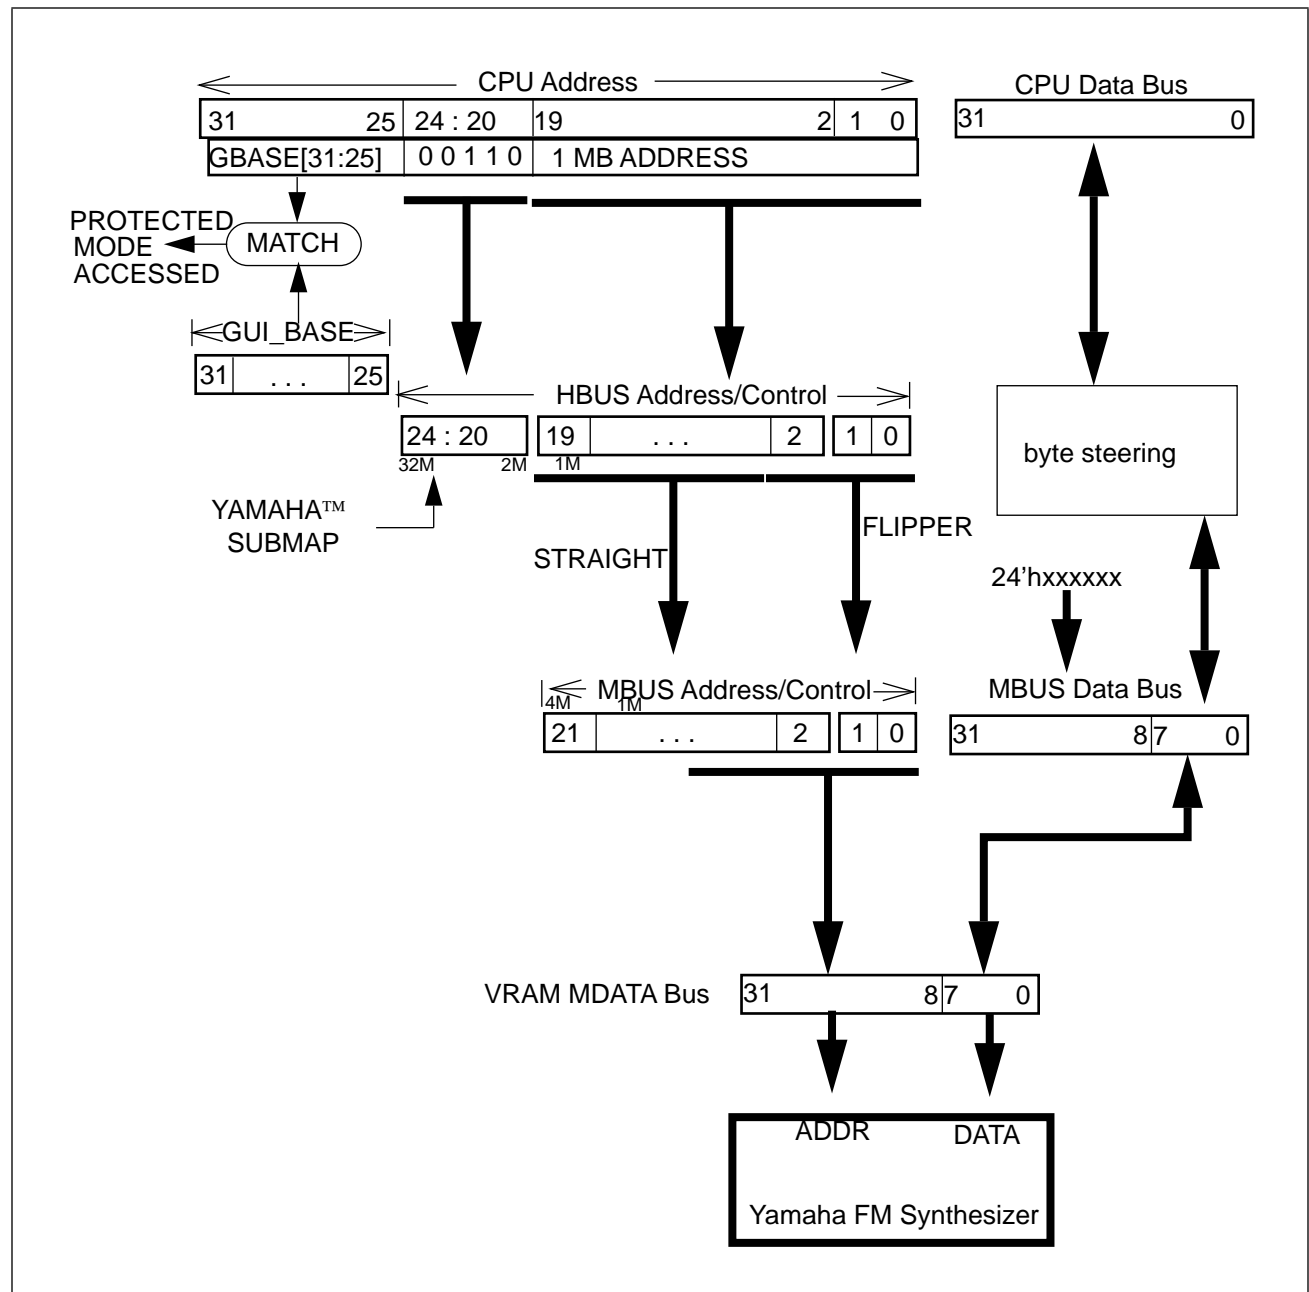 CPU Address
CPU Data Bus
31 25 24 : 20 19 2 1 0
31 0
GBASE[31:25] 0 0 1 1 0 1 MB ADDRESS
PROTECTED
MODE
ACCESSED
MATCH
GUI_BASE
31 . . . 25
HBUS Address/Control
24 : 20 19 . . . 2 1 0
32M 2M 1M
byte steering
YAMAHA™
SUBMAP
STRAIGHT
FLIPPER
24'hxxxxxx
MBUS Address/Control
MBUS Data Bus
4M 1M
21 . . . 2 1 0
31 8 7 0
VRAM MDATA Bus
31 8 7 0
ADDR DATA
Yamaha FM Synthesizer